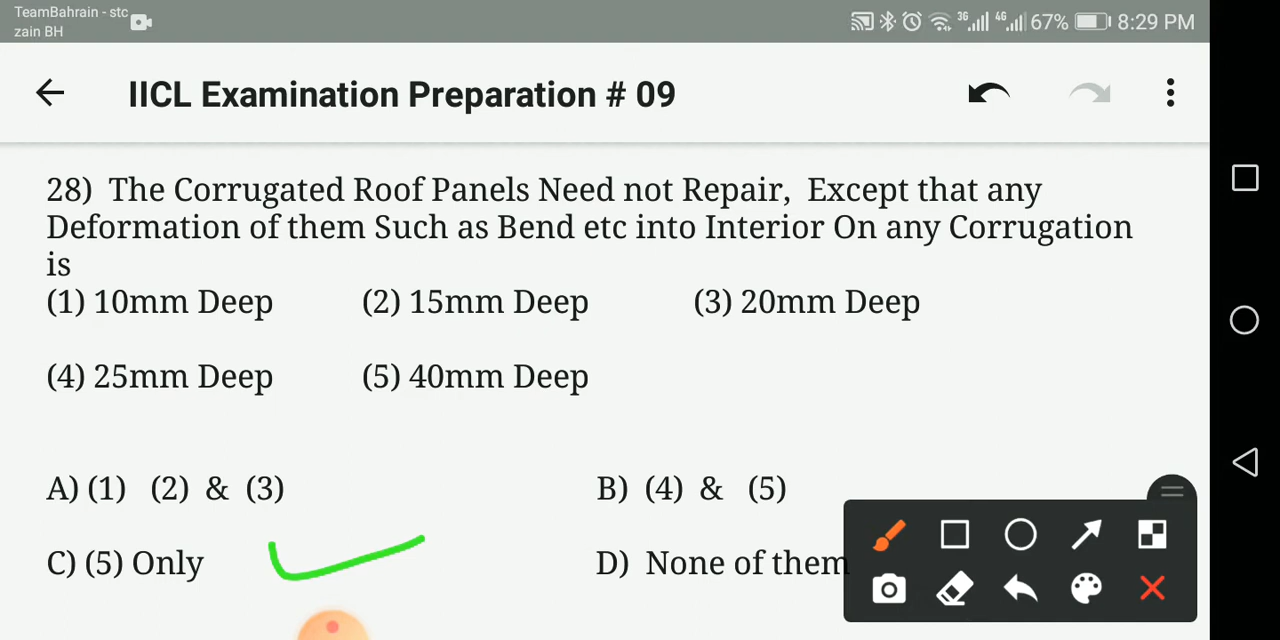 TeamBahrain - stc
zain BH
3G
4G
67%
8:29 PM
IICL Examination Preparation # 09
28)  The Corrugated Roof Panels Need not Repair,  Except that any
Deformation of them Such as Bend etc into Interior On any Corrugation
is
(1) 10mm Deep (2) 15mm Deep (3) 20mm Deep
(4) 25mm Deep (5) 40mm Deep
A) (1)  (2)  &  (3) B)  (4)  &  (5)
C) (5) Only D)  None of them